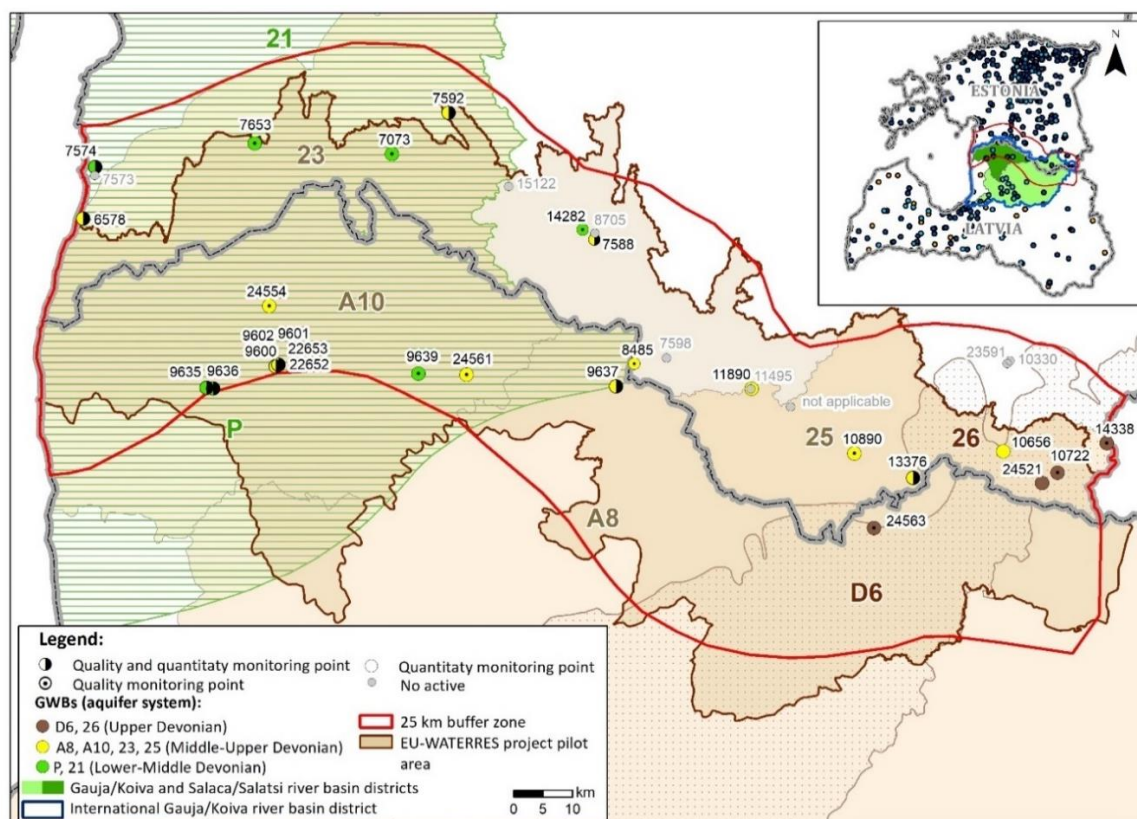 21
7592
7653
7073
23
7574
7573
6578
15122
14282
8705
7588
24554
A10
9602 9601
9600 22653
22652
9635 9636
9639 24561
9637
8485
7598
P
11890 11495
not applicable
25
10890
13376
23591 10330
26
10656
14338
24521 10722
24563
A8
D6
N
ESTONIA
LATVIA
Legend:
Quality and quantitaty monitoring point
Quality monitoring point
GWBs (aquifer system):
D6, 26 (Upper Devonian)
A8, A10, 23, 25 (Middle-Upper Devonian)
P, 21 (Lower-Middle Devonian)
Gauja/Koiva and Salaca/Salatsi river basin districts
International Gauja/Koiva river basin district
Quantitaty monitoring point
No active
25 km buffer zone
EU-WATERRES project pilot
area
km
0 5 10